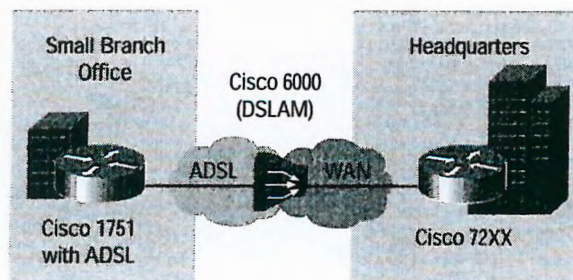 Small Branch
Office
Headquarters
Cisco 6000
(DSLAM)
ADSL
WAN
Cisco 1751
with ADSL
Cisco 72XX